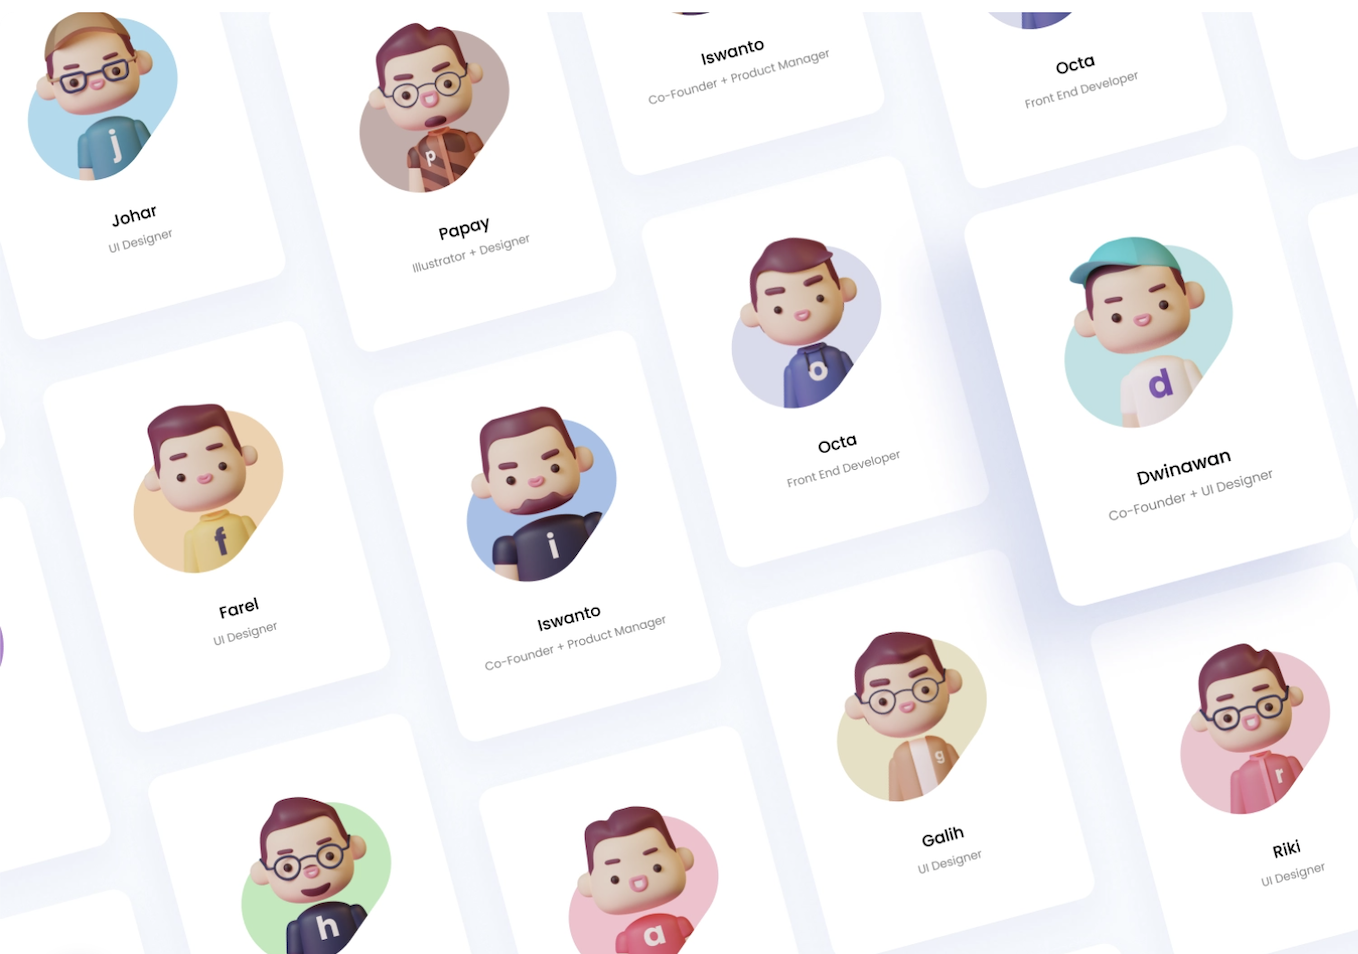 Iswanto
Co-Founder + Product Manager
Octa
Front End Developer
j
Johar
UI Designer
p
Papay
Illustrator + Designer
o
Octa
Front End Developer
d
Dwinawan
Co-Founder + UI Designer
f
Farel
UI Designer
i
Iswanto
Co-Founder + Product Manager
g
Galih
UI Designer
r
Riki
UI Designer
h
a